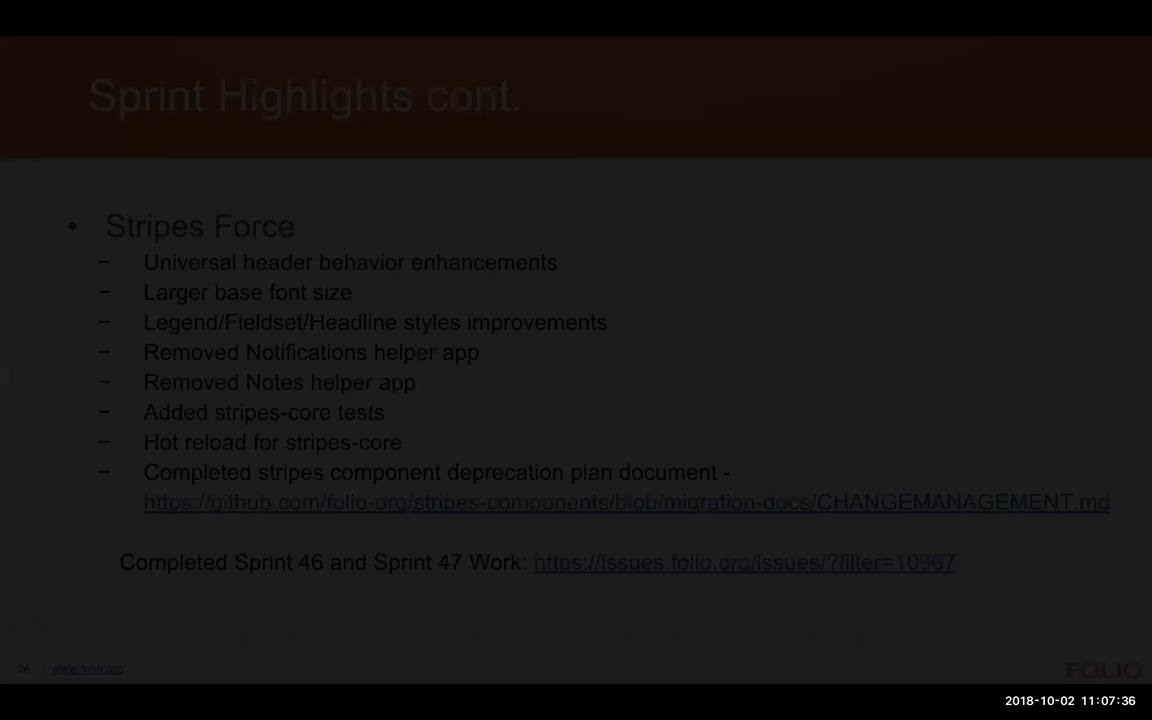 Sprint Highlights cont.
• Stripes Force
– Universal header behavior enhancements
– Larger base font size
– Legend/Fieldset/Headline styles improvements
– Removed Notifications helper app
– Removed Notes helper app
– Added stripes-core tests
– Hot reload for stripes-core
– Completed stripes component deprecation plan document -
https://github.com/folio-org/stripes-components/blob/migration-docs/CHANGEMANAGEMENT.md
Completed Sprint 46 and Sprint 47 Work: https://issues.folio.org/issues/?filter=10967
26 | www.folio.org
FOLIO
2018-10-02 11:07:36